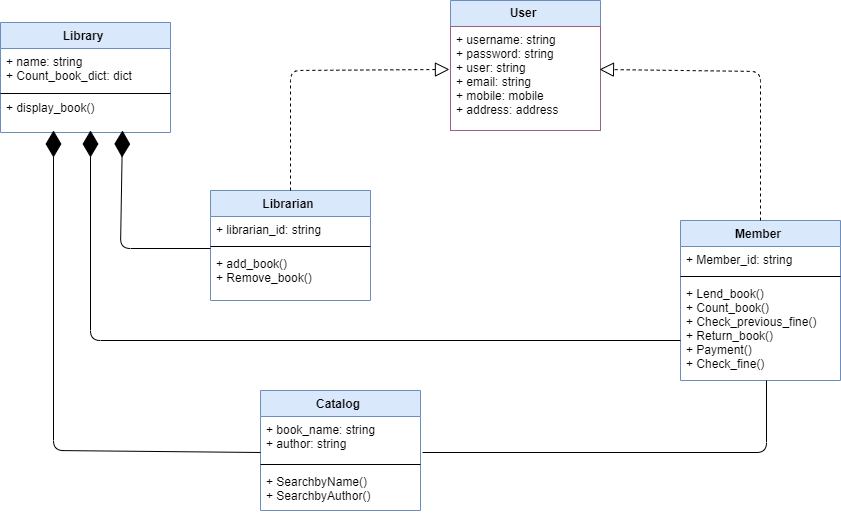 Library
+ name: string
+ Count_book_dict: dict
+ display_book()
User
+ username: string
+ password: string
+ user: string
+ email: string
+ mobile: mobile
+ address: address
Librarian
+ librarian_id: string
+ add_book()
+ Remove_book()
Member
+ Member_id: string
+ Lend_book()
+ Count_book()
+ Check_previous_fine()
+ Return_book()
+ Payment()
+ Check_fine()
Catalog
+ book_name: string
+ author: string
+ SearchbyName()
+ SearchbyAuthor()